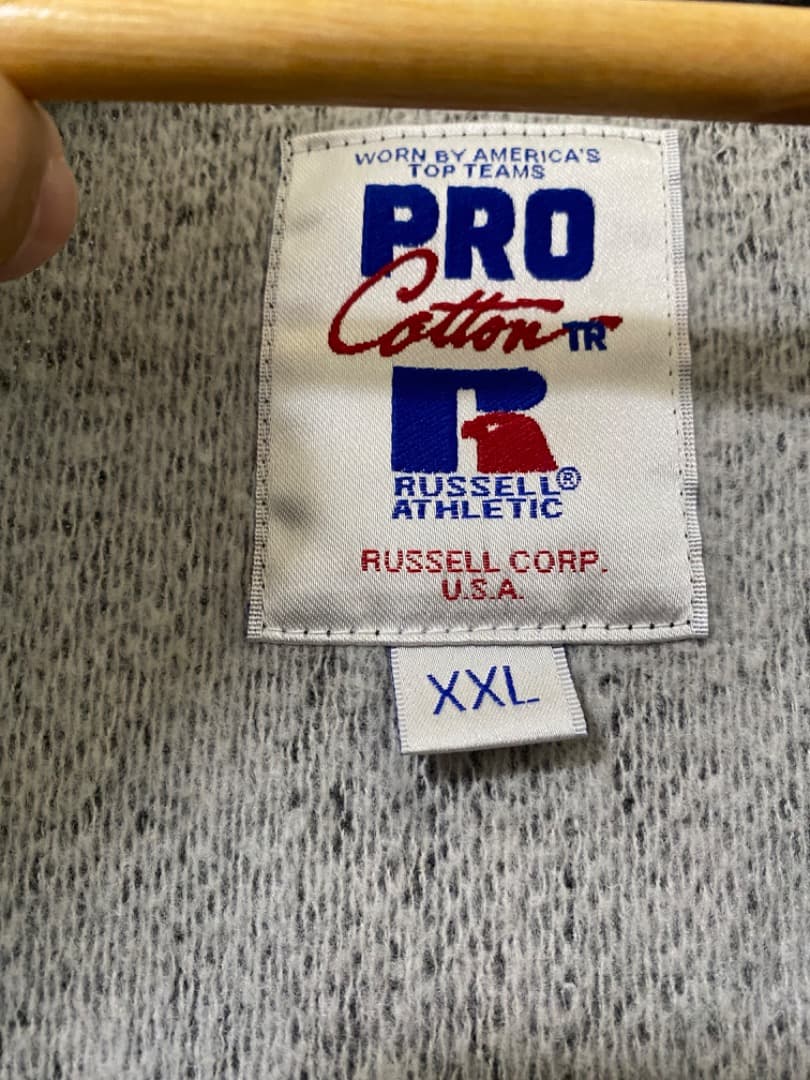 WORN BY AMERICA'S
TOP TEAMS
PRO
Cotton TR
R
RUSSELL®
ATHLETIC
RUSSELL CORP.
U.S.A.
XXL